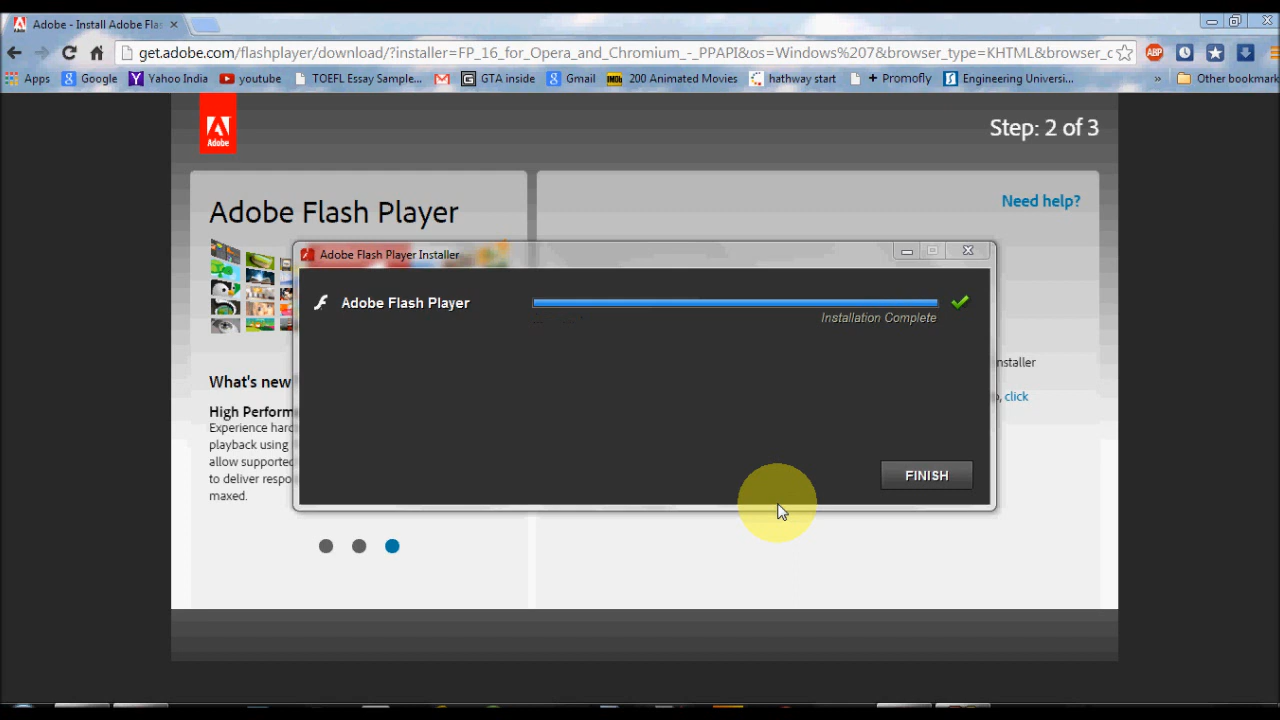 Adobe - Install Adobe Flas
get.adobe.com/flashplayer/download/?installer=FP_16_for_Opera_and_Chromium_-_PPAPI&os=Windows%207&browser_type=KHTML&browser_c
ABP
Apps Google Yahoo India youtube TOEFL Essay Sample... GTA inside Gmail IMDb 200 Animated Movies hathway start + Promofly Engineering Universi... » Other bookmark
Adobe
Step: 2 of 3
Adobe Flash Player
Need help?
Adobe Flash Player Installer
Adobe Flash Player
Installation Complete
nstaller
What's new
, click
High Perform
Experience hard
playback using
allow supported
to deliver respo
maxed.
FINISH